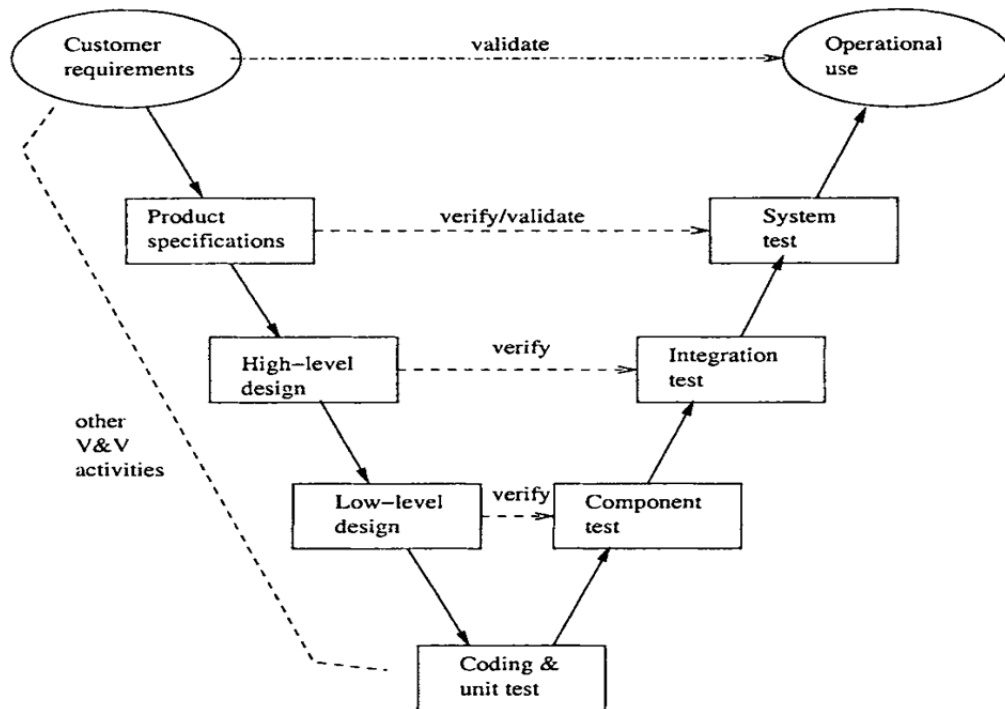 Customer
requirements
validate
Operational
use
Product
specifications
verify/validate
System
test
High-level
design
verify
Integration
test
other
V&V
activities
Low-level
design
verify
Component
test
Coding &
unit test